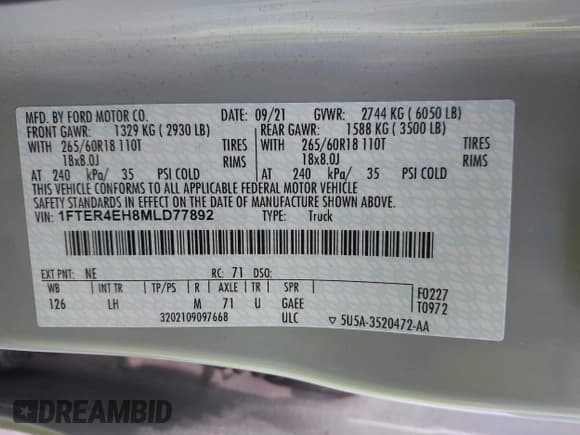 MFD. BY FORD MOTOR CO. DATE: 09/21 GVWR: 2744 KG ( 6050 LB)
FRONT GAWR: 1329 KG ( 2930 LB) REAR GAWR: 1588 KG ( 3500 LB)
WITH 265/60R18 110T TIRES WITH 265/60R18 110T TIRES
18x8.0J RIMS 18x8.0J RIMS
AT 240 kPa/ 35 PSI COLD AT 240 kPa/ 35 PSI COLD
THIS VEHICLE CONFORMS TO ALL APPLICABLE FEDERAL MOTOR VEHICLE
SAFETY STANDARDS IN EFFECT ON THE DATE OF MANUFACTURE SHOWN ABOVE.
VIN: 1FTER4EH8MLD77892 TYPE: Truck
EXT PNT: NE RC: 71 DSO:
WB INT TR TP/PS R AXLE TR SPR F0227
126 LH M 71 U GAEE T0972
3202109097668 ULC ▽ 5U5A-3520472-AA
DREAMBID